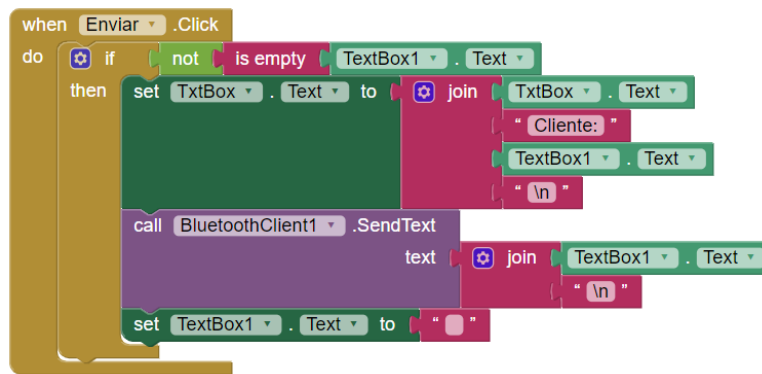 when Enviar .Click
do if not is empty TextBox1 . Text
then set TxtBox . Text to join TxtBox . Text
" Cliente: "
TextBox1 . Text
" \n "
call BluetoothClient1 .SendText
text join TextBox1 . Text
" \n "
set TextBox1 . Text to " "